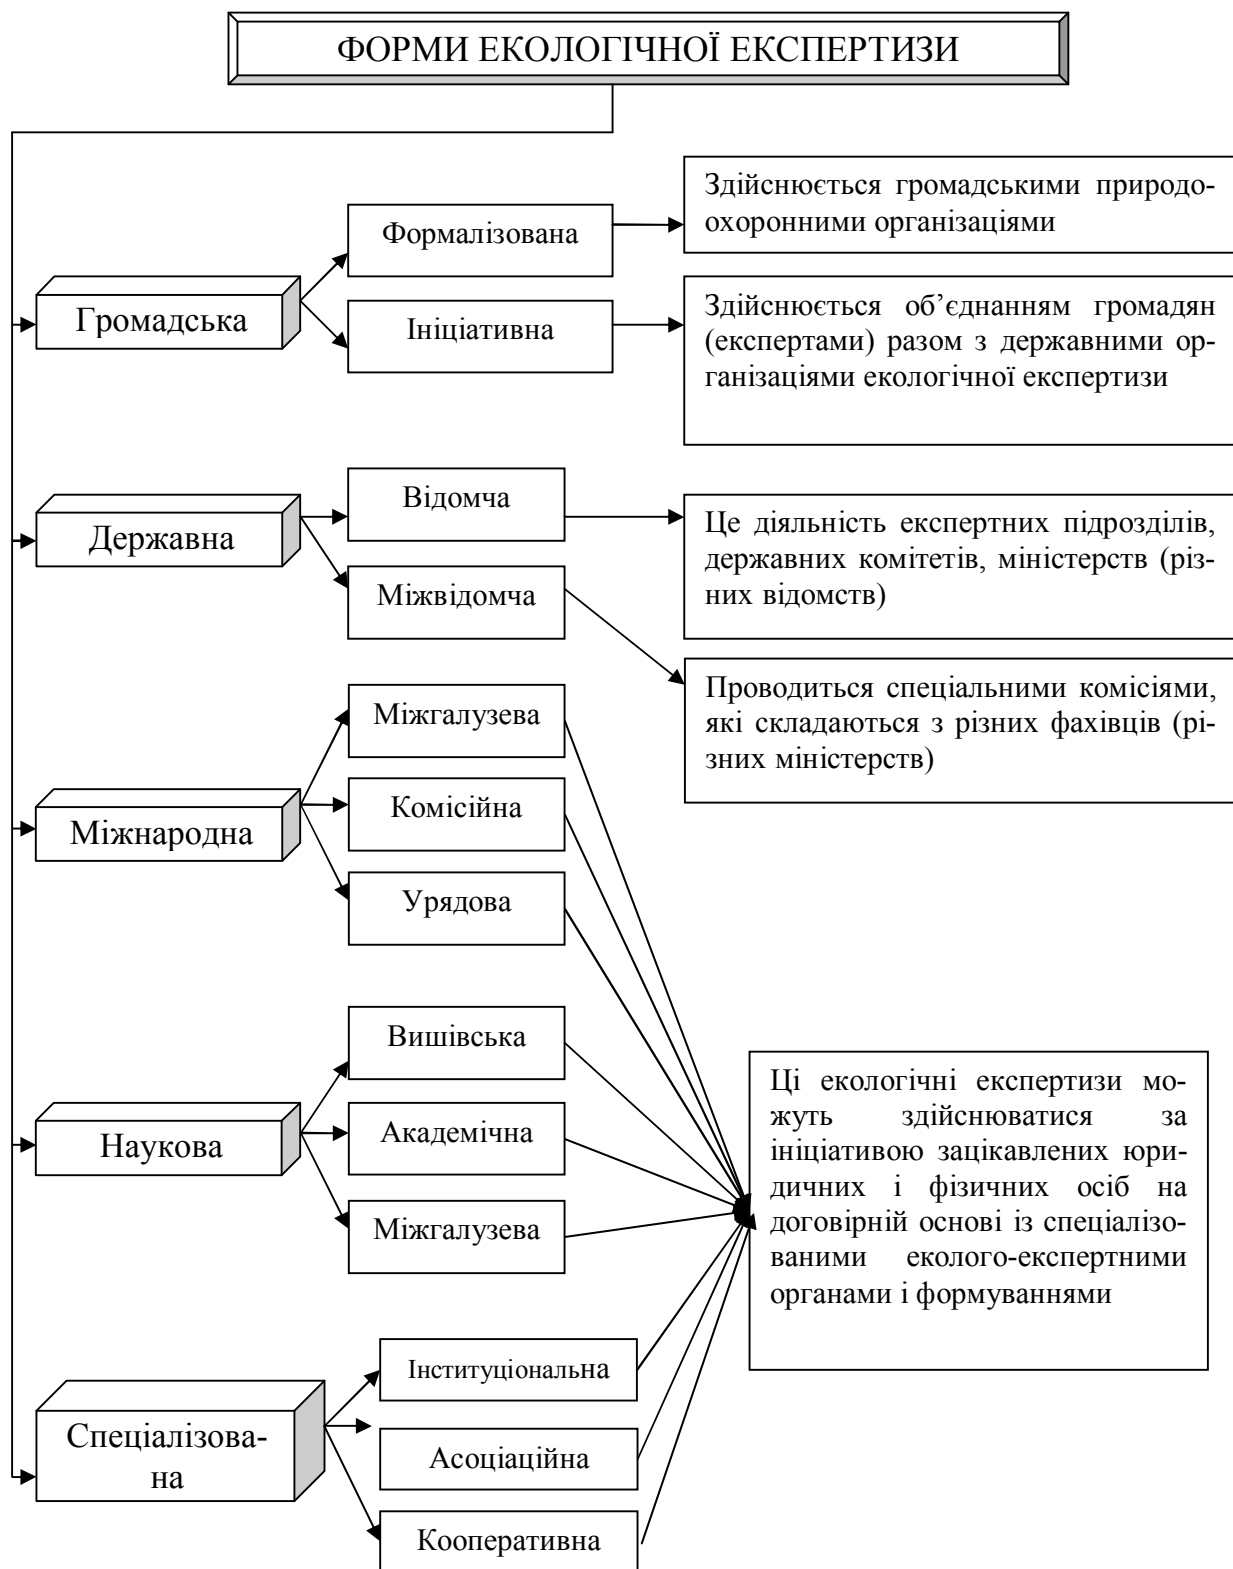 ФОРМИ ЕКОЛОГІЧНОЇ ЕКСПЕРТИЗИ
Громадська
Формалізована
Здійснюється громадськими природо-
охоронними організаціями
Ініціативна
Здійснюється об’єднанням громадян
(експертами) разом з державними ор-
ганізаціями екологічної експертизи
Державна
Відомча
Це діяльність експертних підрозділів,
державних комітетів, міністерств (різ-
них відомств)
Міжвідомча
Проводиться спеціальними комісіями,
які складаються з різних фахівців (рі-
зних міністерств)
Міжнародна
Міжгалузева
Комісійна
Урядова
Наукова
Вишівська
Академічна
Міжгалузева
Ці екологічні експертизи мо-
жуть здійснюватися за
ініціативою зацікавлених юри-
дичних і фізичних осіб на
договірній основі із спеціалізо-
ваними еколого-експертними
органами і формуваннями
Спеціалізова-
на
Інституціональна
Асоціаційна
Кооперативна